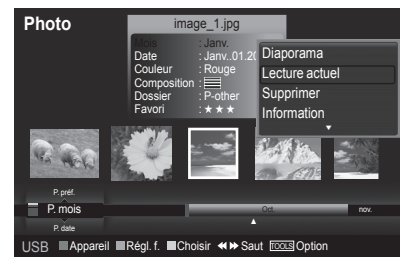 Photo
image_1.jpg
Mois : Janv.
Date : Janv..01.20
Couleur : Rouge
Composition :
Dossier : P-other
Favori : ★★★
Diaporama
Lecture actuel
Supprimer
Information
P. préf.
P. mois
P. date
Oct.
nov.
USB Appareil Régl. f. Choisir Saut TOOLS Option